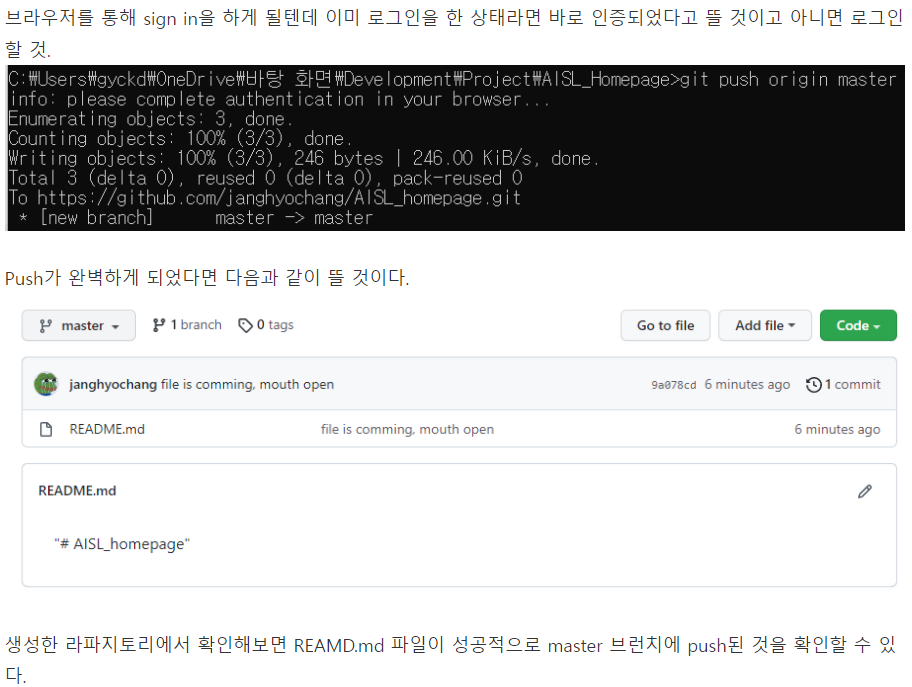 브라우저를 통해 sign in을 하게 될텐데 이미 로그인을 한 상태라면 바로 인증되었다고 뜰 것이고 아니면 로그인
할 것.
C:\Users\gyckd\OneDrive\바탕 화면\Development\Project\AISL_Homepage>git push origin master
info: please complete authentication in your browser...
Enumerating objects: 3, done.
Counting objects: 100% (3/3), done.
Writing objects: 100% (3/3), 246 bytes | 246.00 KiB/s, done.
Total 3 (delta 0), reused 0 (delta 0), pack-reused 0
To https://github.com/janghyochang/AISL_homepage.git
 * [new branch]      master -> master
Push가 완벽하게 되었다면 다음과 같이 뜰 것이다.
master 1 branch 0 tags Go to file Add file Code
janghyochang file is comming, mouth open 9a078cd 6 minutes ago 1 commit
README.md file is comming, mouth open 6 minutes ago
README.md
"# AISL_homepage"
생성한 라파지토리에서 확인해보면 REAMD.md 파일이 성공적으로 master 브런치에 push된 것을 확인할 수 있
다.